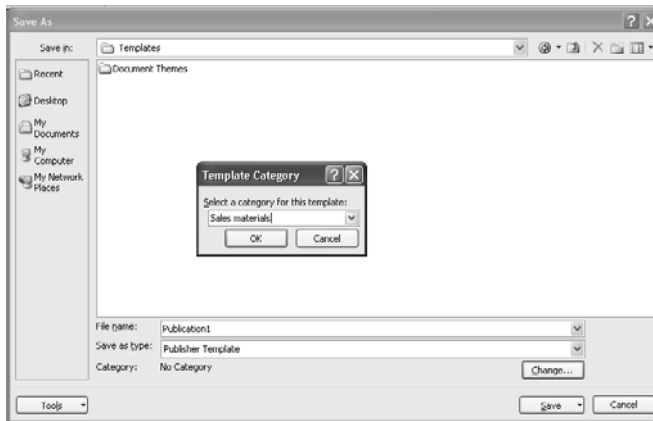 Save As
Save in:
Templates
Recent
Desktop
My
Documents
My
Computer
My Network
Places
Document Themes
Template Category
Select a category for this template:
Sales materials
OK
Cancel
File name:
Publication1
Save as type:
Publisher Template
Category:
No Category
Change...
Tools
Save
Cancel